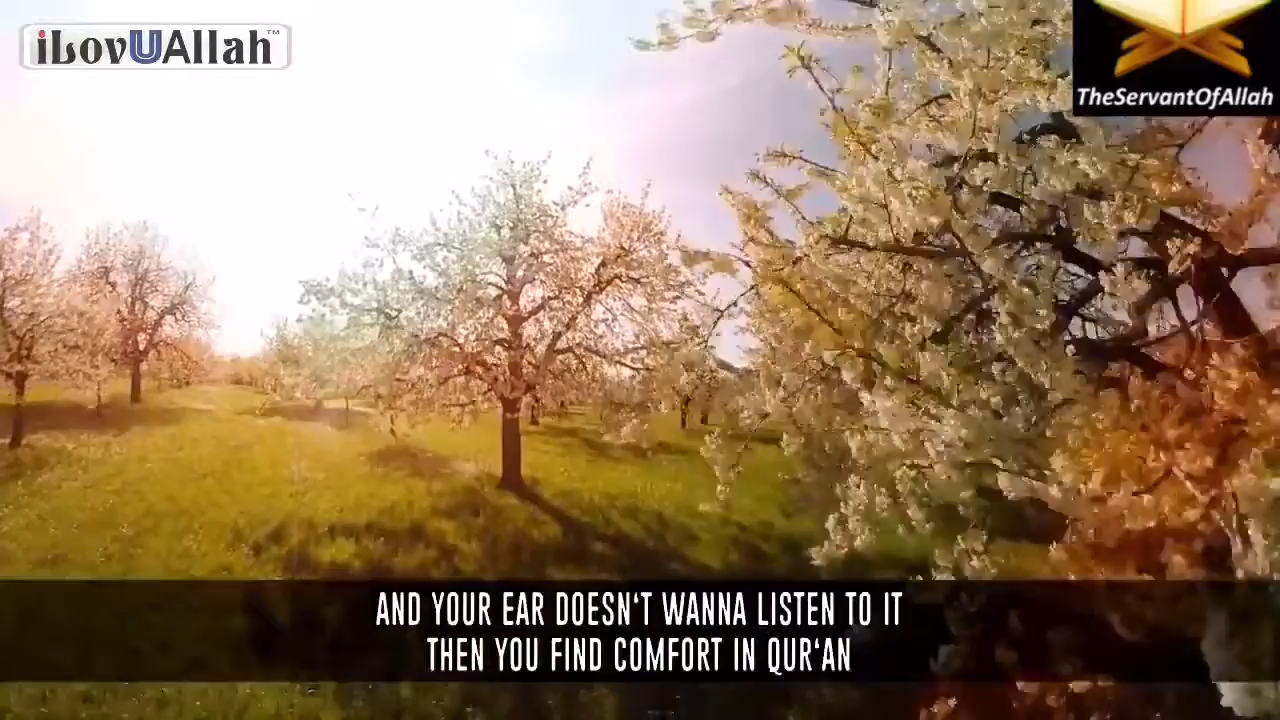 iLovUAllah™
TheServantOfAllah
AND YOUR EAR DOESN‘T WANNA LISTEN TO IT
THEN YOU FIND COMFORT IN QUR‘AN